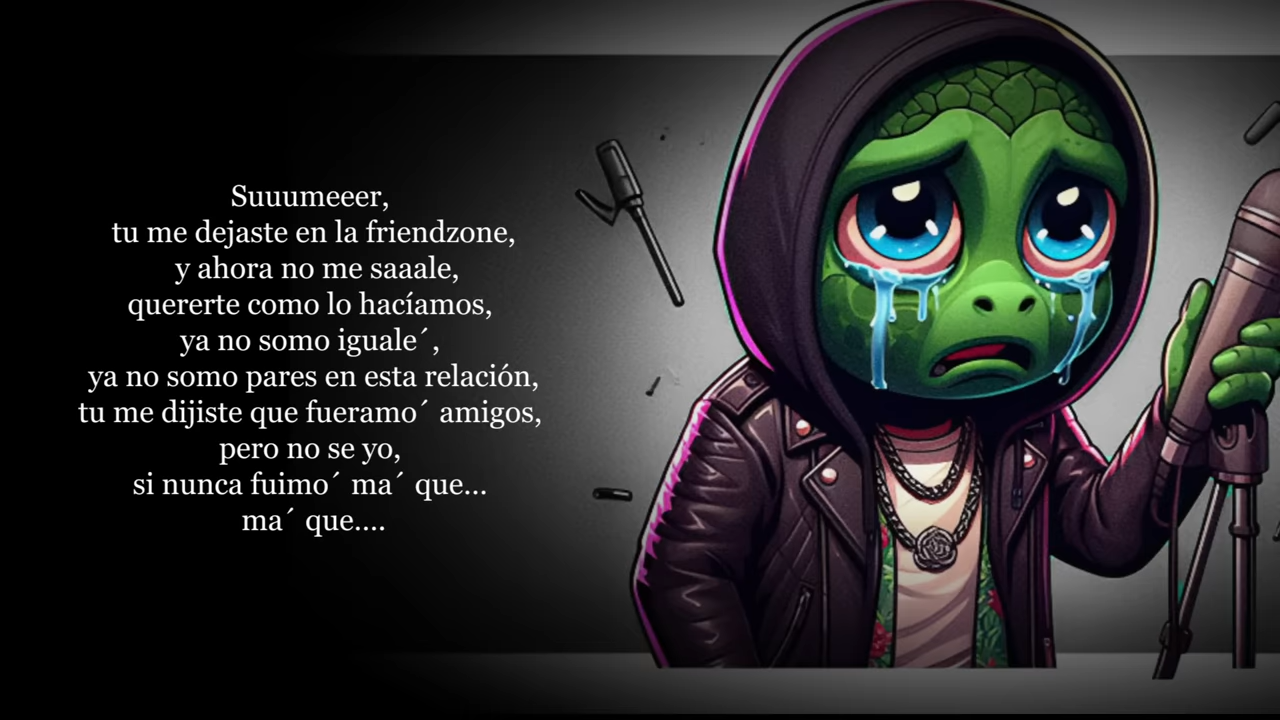 Suuumeeer,
tu me dejaste en la friendzone,
y ahora no me saaale,
quererte como lo hacíamos,
ya no somo iguale´,
ya no somo pares en esta relación,
tu me dijiste que fueramo´ amigos,
pero no se yo,
si nunca fuimo´ ma´ que...
ma´ que....